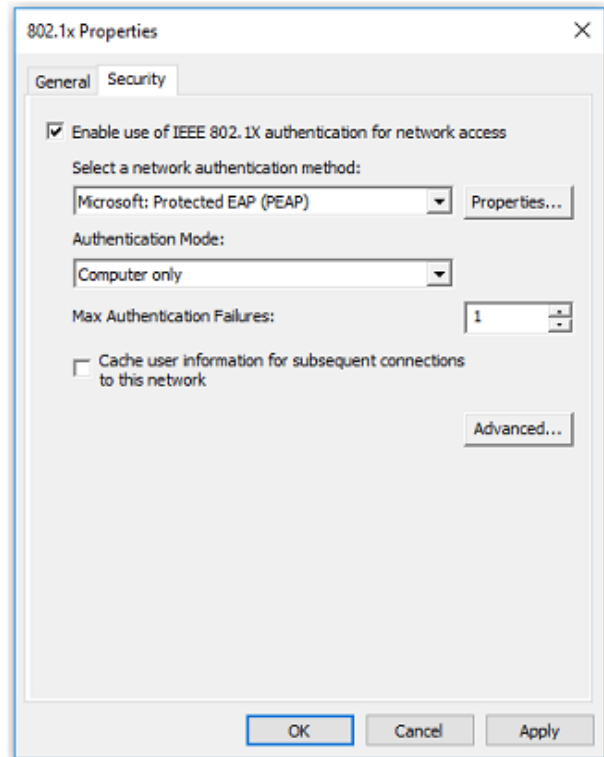 802.1x Properties
General Security
Enable use of IEEE 802.1X authentication for network access
Select a network authentication method:
Microsoft: Protected EAP (PEAP) Properties...
Authentication Mode:
Computer only
Max Authentication Failures: 1
Cache user information for subsequent connections
to this network
Advanced...
OK Cancel Apply